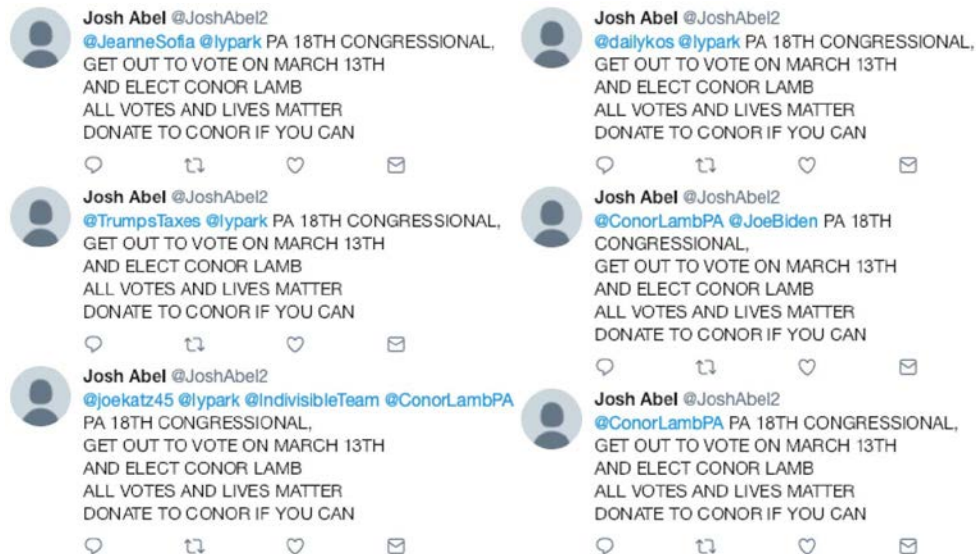 Josh Abel @JoshAbel2
@JeanneSofia @lypark PA 18TH CONGRESSIONAL,
GET OUT TO VOTE ON MARCH 13TH
AND ELECT CONOR LAMB
ALL VOTES AND LIVES MATTER
DONATE TO CONOR IF YOU CAN
Josh Abel @JoshAbel2
@TrumpsTaxes @lypark PA 18TH CONGRESSIONAL,
GET OUT TO VOTE ON MARCH 13TH
AND ELECT CONOR LAMB
ALL VOTES AND LIVES MATTER
DONATE TO CONOR IF YOU CAN
Josh Abel @JoshAbel2
@joekatz45 @lypark @IndivisibleTeam @ConorLambPA
PA 18TH CONGRESSIONAL,
GET OUT TO VOTE ON MARCH 13TH
AND ELECT CONOR LAMB
ALL VOTES AND LIVES MATTER
DONATE TO CONOR IF YOU CAN
Josh Abel @JoshAbel2
@dailykos @lypark PA 18TH CONGRESSIONAL,
GET OUT TO VOTE ON MARCH 13TH
AND ELECT CONOR LAMB
ALL VOTES AND LIVES MATTER
DONATE TO CONOR IF YOU CAN
Josh Abel @JoshAbel2
@ConorLambPA @JoeBiden PA 18TH
CONGRESSIONAL,
GET OUT TO VOTE ON MARCH 13TH
AND ELECT CONOR LAMB
ALL VOTES AND LIVES MATTER
DONATE TO CONOR IF YOU CAN
Josh Abel @JoshAbel2
@ConorLambPA PA 18TH CONGRESSIONAL,
GET OUT TO VOTE ON MARCH 13TH
AND ELECT CONOR LAMB
ALL VOTES AND LIVES MATTER
DONATE TO CONOR IF YOU CAN